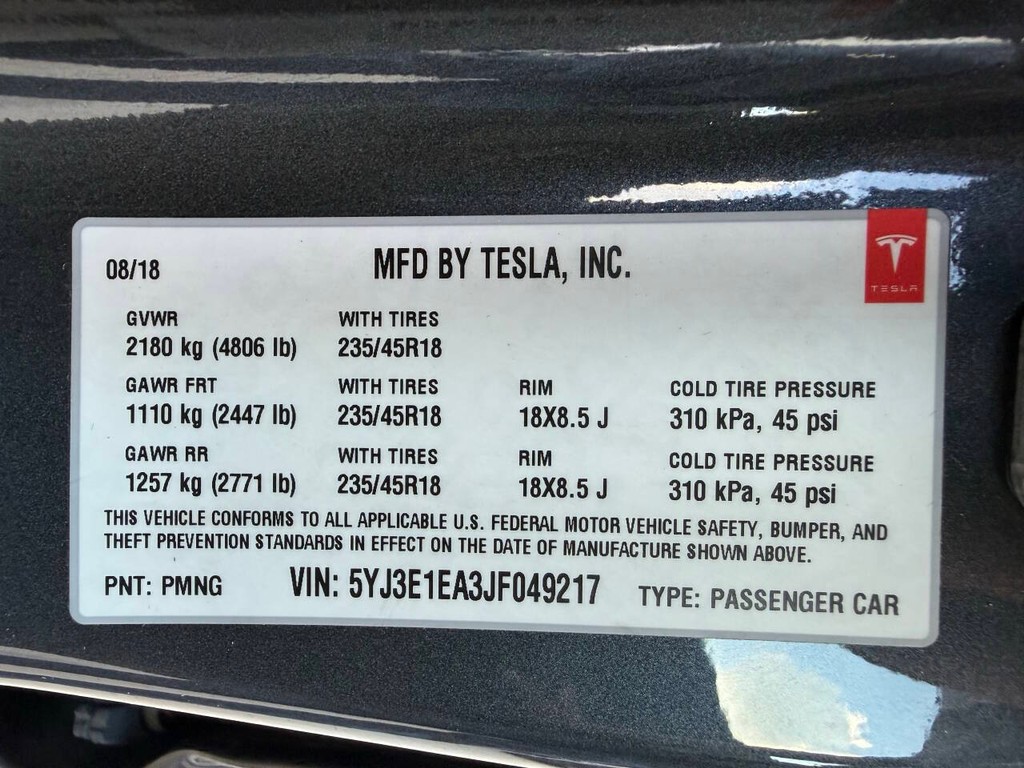 08/18 MFD BY TESLA, INC.
TESLA
GVWR WITH TIRES
2180 kg (4806 lb) 235/45R18
GAWR FRT WITH TIRES RIM COLD TIRE PRESSURE
1110 kg (2447 lb) 235/45R18 18X8.5 J 310 kPa, 45 psi
GAWR RR WITH TIRES RIM COLD TIRE PRESSURE
1257 kg (2771 lb) 235/45R18 18X8.5 J 310 kPa, 45 psi
THIS VEHICLE CONFORMS TO ALL APPLICABLE U.S. FEDERAL MOTOR VEHICLE SAFETY, BUMPER, AND
THEFT PREVENTION STANDARDS IN EFFECT ON THE DATE OF MANUFACTURE SHOWN ABOVE.
PNT: PMNG VIN: 5YJ3E1EA3JF049217 TYPE: PASSENGER CAR